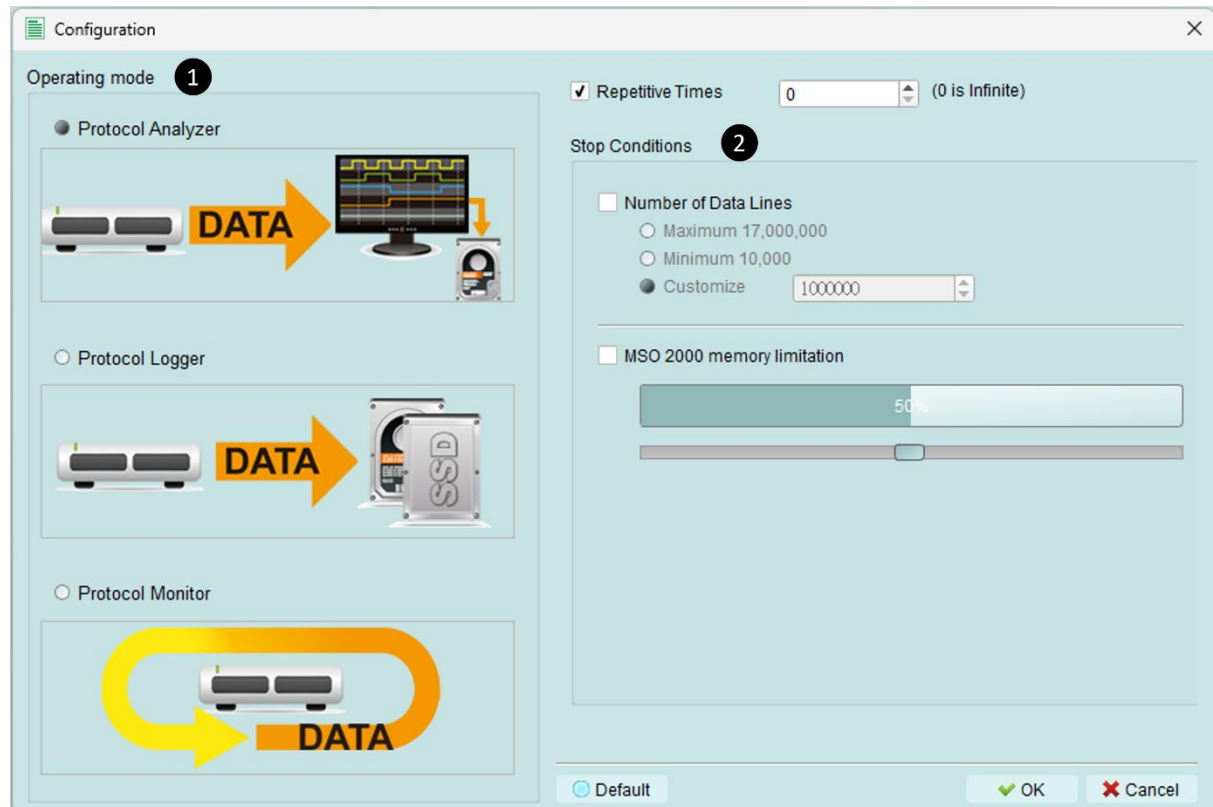 Configuration
Operating mode 1
Protocol Analyzer
DATA
Protocol Logger
DATA
SSD
Protocol Monitor
DATA
Repetitive Times 0 (0 is Infinite)
Stop Conditions 2
Number of Data Lines
Maximum 17,000,000
Minimum 10,000
Customize 1000000
MSO 2000 memory limitation
50%
Default OK Cancel